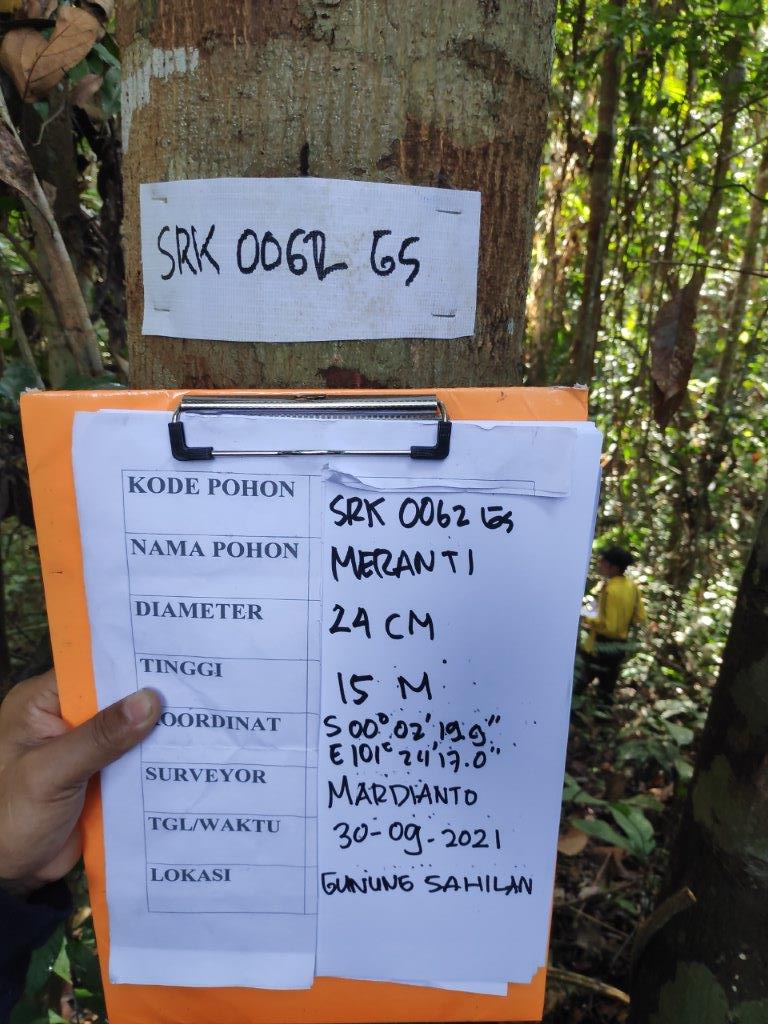 SRK 0062 GS
KODE POHON SRK 0062 GS
NAMA POHON MERANTI
DIAMETER 24 CM
TINGGI 15 M
KOORDINAT S 00° 02' 19.9"
E 101° 24' 17.0"
SURVEYOR MARDIANTO
TGL/WAKTU 30-09-2021
LOKASI GUNUNG SAHILAN